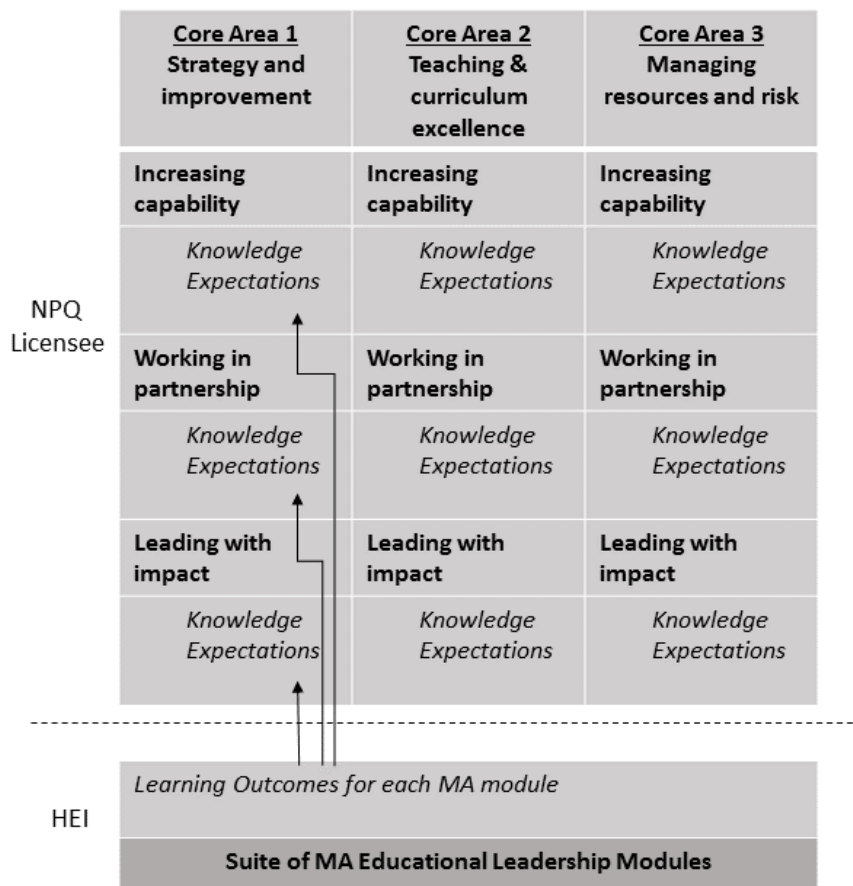 Core Area 1
Strategy and
improvement
Core Area 2
Teaching &
curriculum
excellence
Core Area 3
Managing
resources and risk
NPQ
Licensee
Increasing
capability
Increasing
capability
Increasing
capability
Knowledge
Expectations
Knowledge
Expectations
Knowledge
Expectations
Working in
partnership
Working in
partnership
Working in
partnership
Knowledge
Expectations
Knowledge
Expectations
Knowledge
Expectations
Leading with
impact
Leading with
impact
Leading with
impact
Knowledge
Expectations
Knowledge
Expectations
Knowledge
Expectations
HEI
Learning Outcomes for each MA module
Suite of MA Educational Leadership Modules